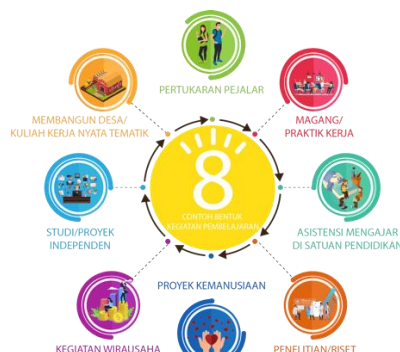 PERTUKARAN PEJALAR
MEMBANGUN DESA/
KULIAH KERJA NYATA TEMATIK
MAGANG/
PRAKTIK KERJA
8
CONTOH BENTUK
KEGIATAN PEMBELAJARAN
STUDI/PROYEK
INDEPENDEN
ASISTENSI MENGAJAR
DI SATUAN PENDIDIKAN
PROYEK KEMANUSIAAN
KEGIATAN WIRAUSAHA
PENELITIAN/RISET